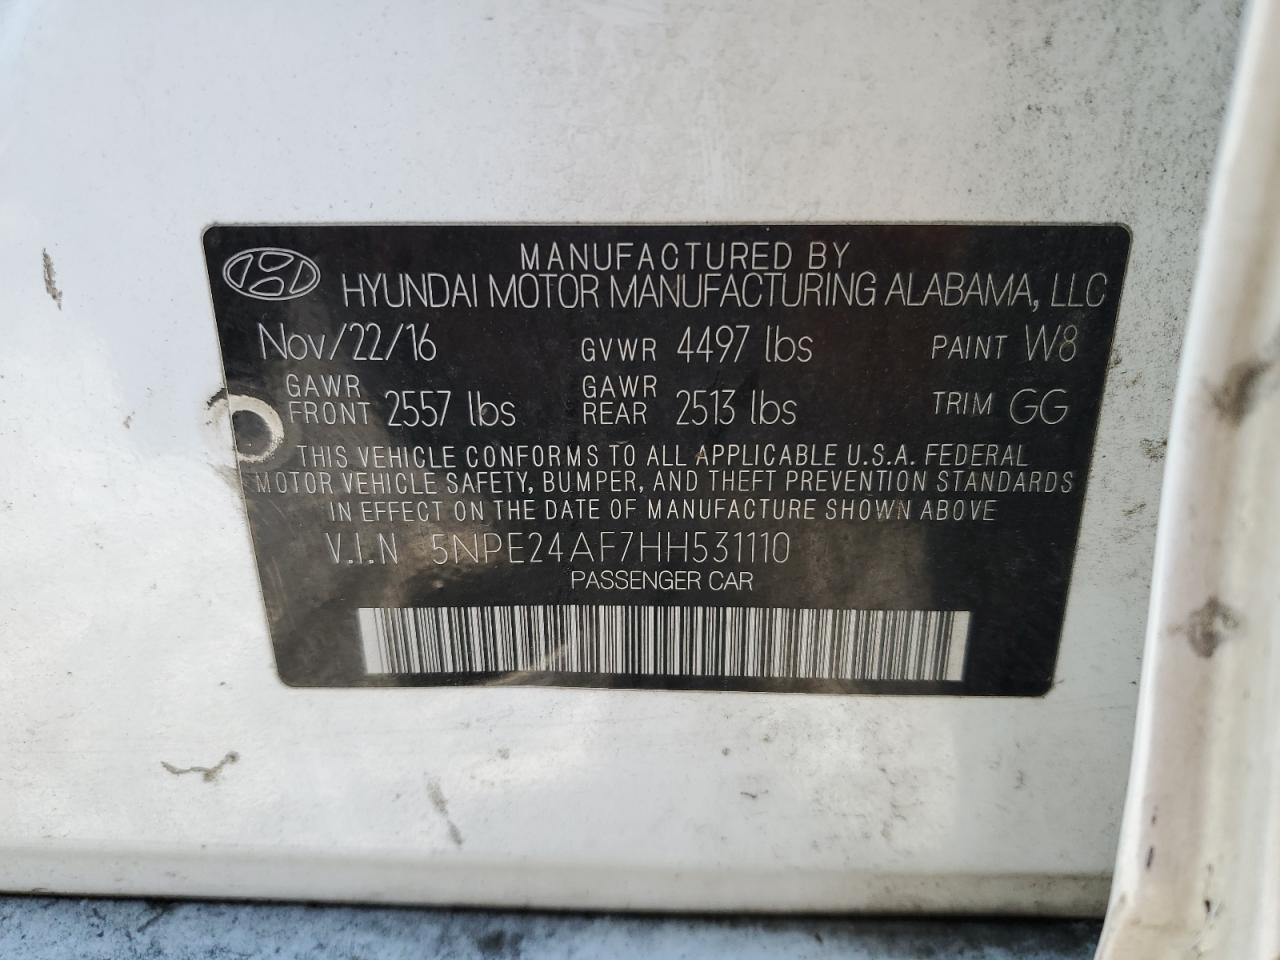 MANUFACTURED BY
HYUNDAI MOTOR MANUFACTURING ALABAMA, LLC
Nov/22/16 GVWR 4497 lbs PAINT W8
GAWR FRONT 2557 lbs GAWR REAR 2513 lbs TRIM GG
THIS VEHICLE CONFORMS TO ALL APPLICABLE U.S.A. FEDERAL
MOTOR VEHICLE SAFETY, BUMPER, AND THEFT PREVENTION STANDARDS
IN EFFECT ON THE DATE OF MANUFACTURE SHOWN ABOVE
V.I.N 5NPE24AF7HH531110
PASSENGER CAR